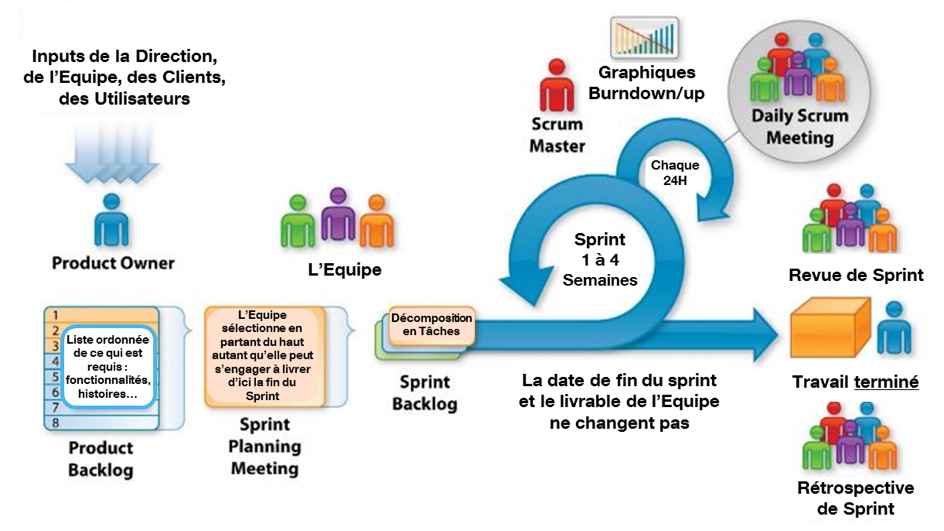 Inputs de la Direction,
de l'Equipe, des Clients,
des Utilisateurs
Product Owner
L'Equipe
Scrum
Master
Graphiques
Burndown/up
Daily Scrum
Meeting
Chaque
24H
Sprint
1 à 4
Semaines
Revue de Sprint
1
2
3
4
5
6
7
8
Liste ordonnée
de ce qui est
requis :
fonctionnalités,
histoires...
Product
Backlog
L'Equipe
sélectionne en
partant du haut
autant qu'elle peut
s'engager à livrer
d'ici la fin du
Sprint
Sprint
Planning
Meeting
Décomposition
en Tâches
Sprint
Backlog
La date de fin du sprint
et le livrable de l'Equipe
ne changent pas
Travail terminé
Rétrospective
de Sprint